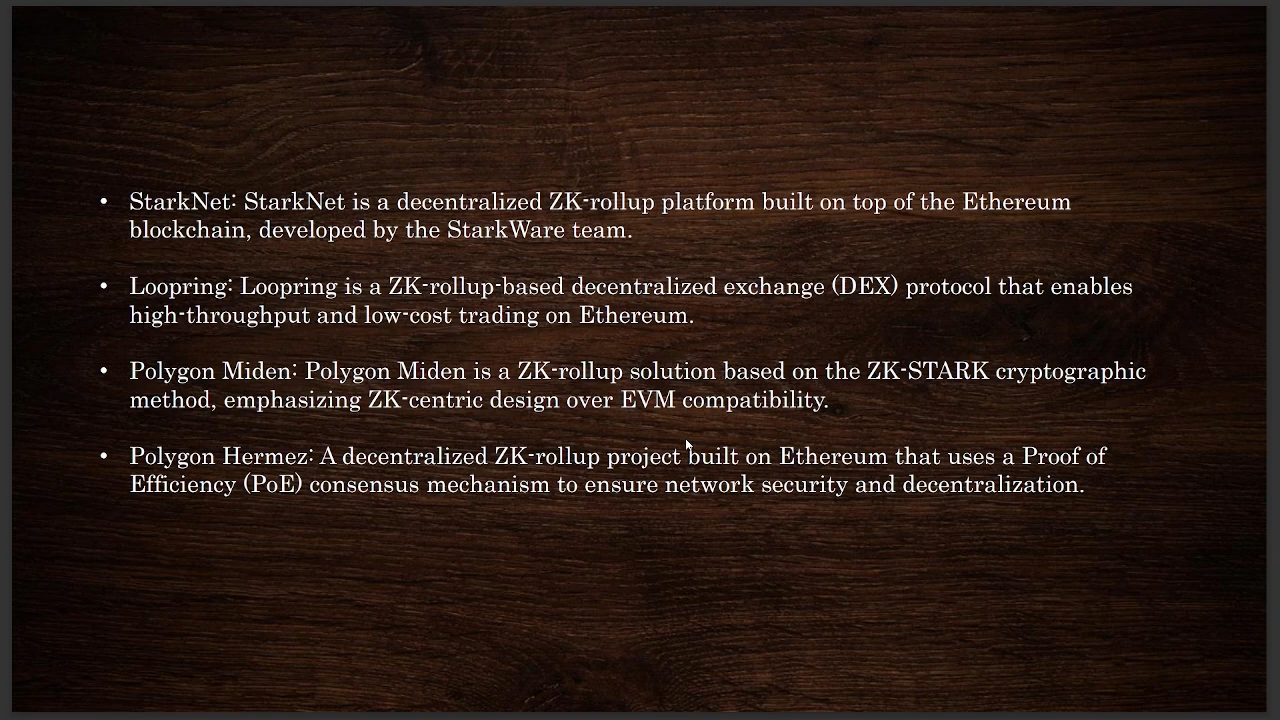 • StarkNet: StarkNet is a decentralized ZK-rollup platform built on top of the Ethereum
blockchain, developed by the StarkWare team.
• Loopring: Loopring is a ZK-rollup-based decentralized exchange (DEX) protocol that enables
high-throughput and low-cost trading on Ethereum.
• Polygon Miden: Polygon Miden is a ZK-rollup solution based on the ZK-STARK cryptographic
method, emphasizing ZK-centric design over EVM compatibility.
• Polygon Hermez: A decentralized ZK-rollup project built on Ethereum that uses a Proof of
Efficiency (PoE) consensus mechanism to ensure network security and decentralization.